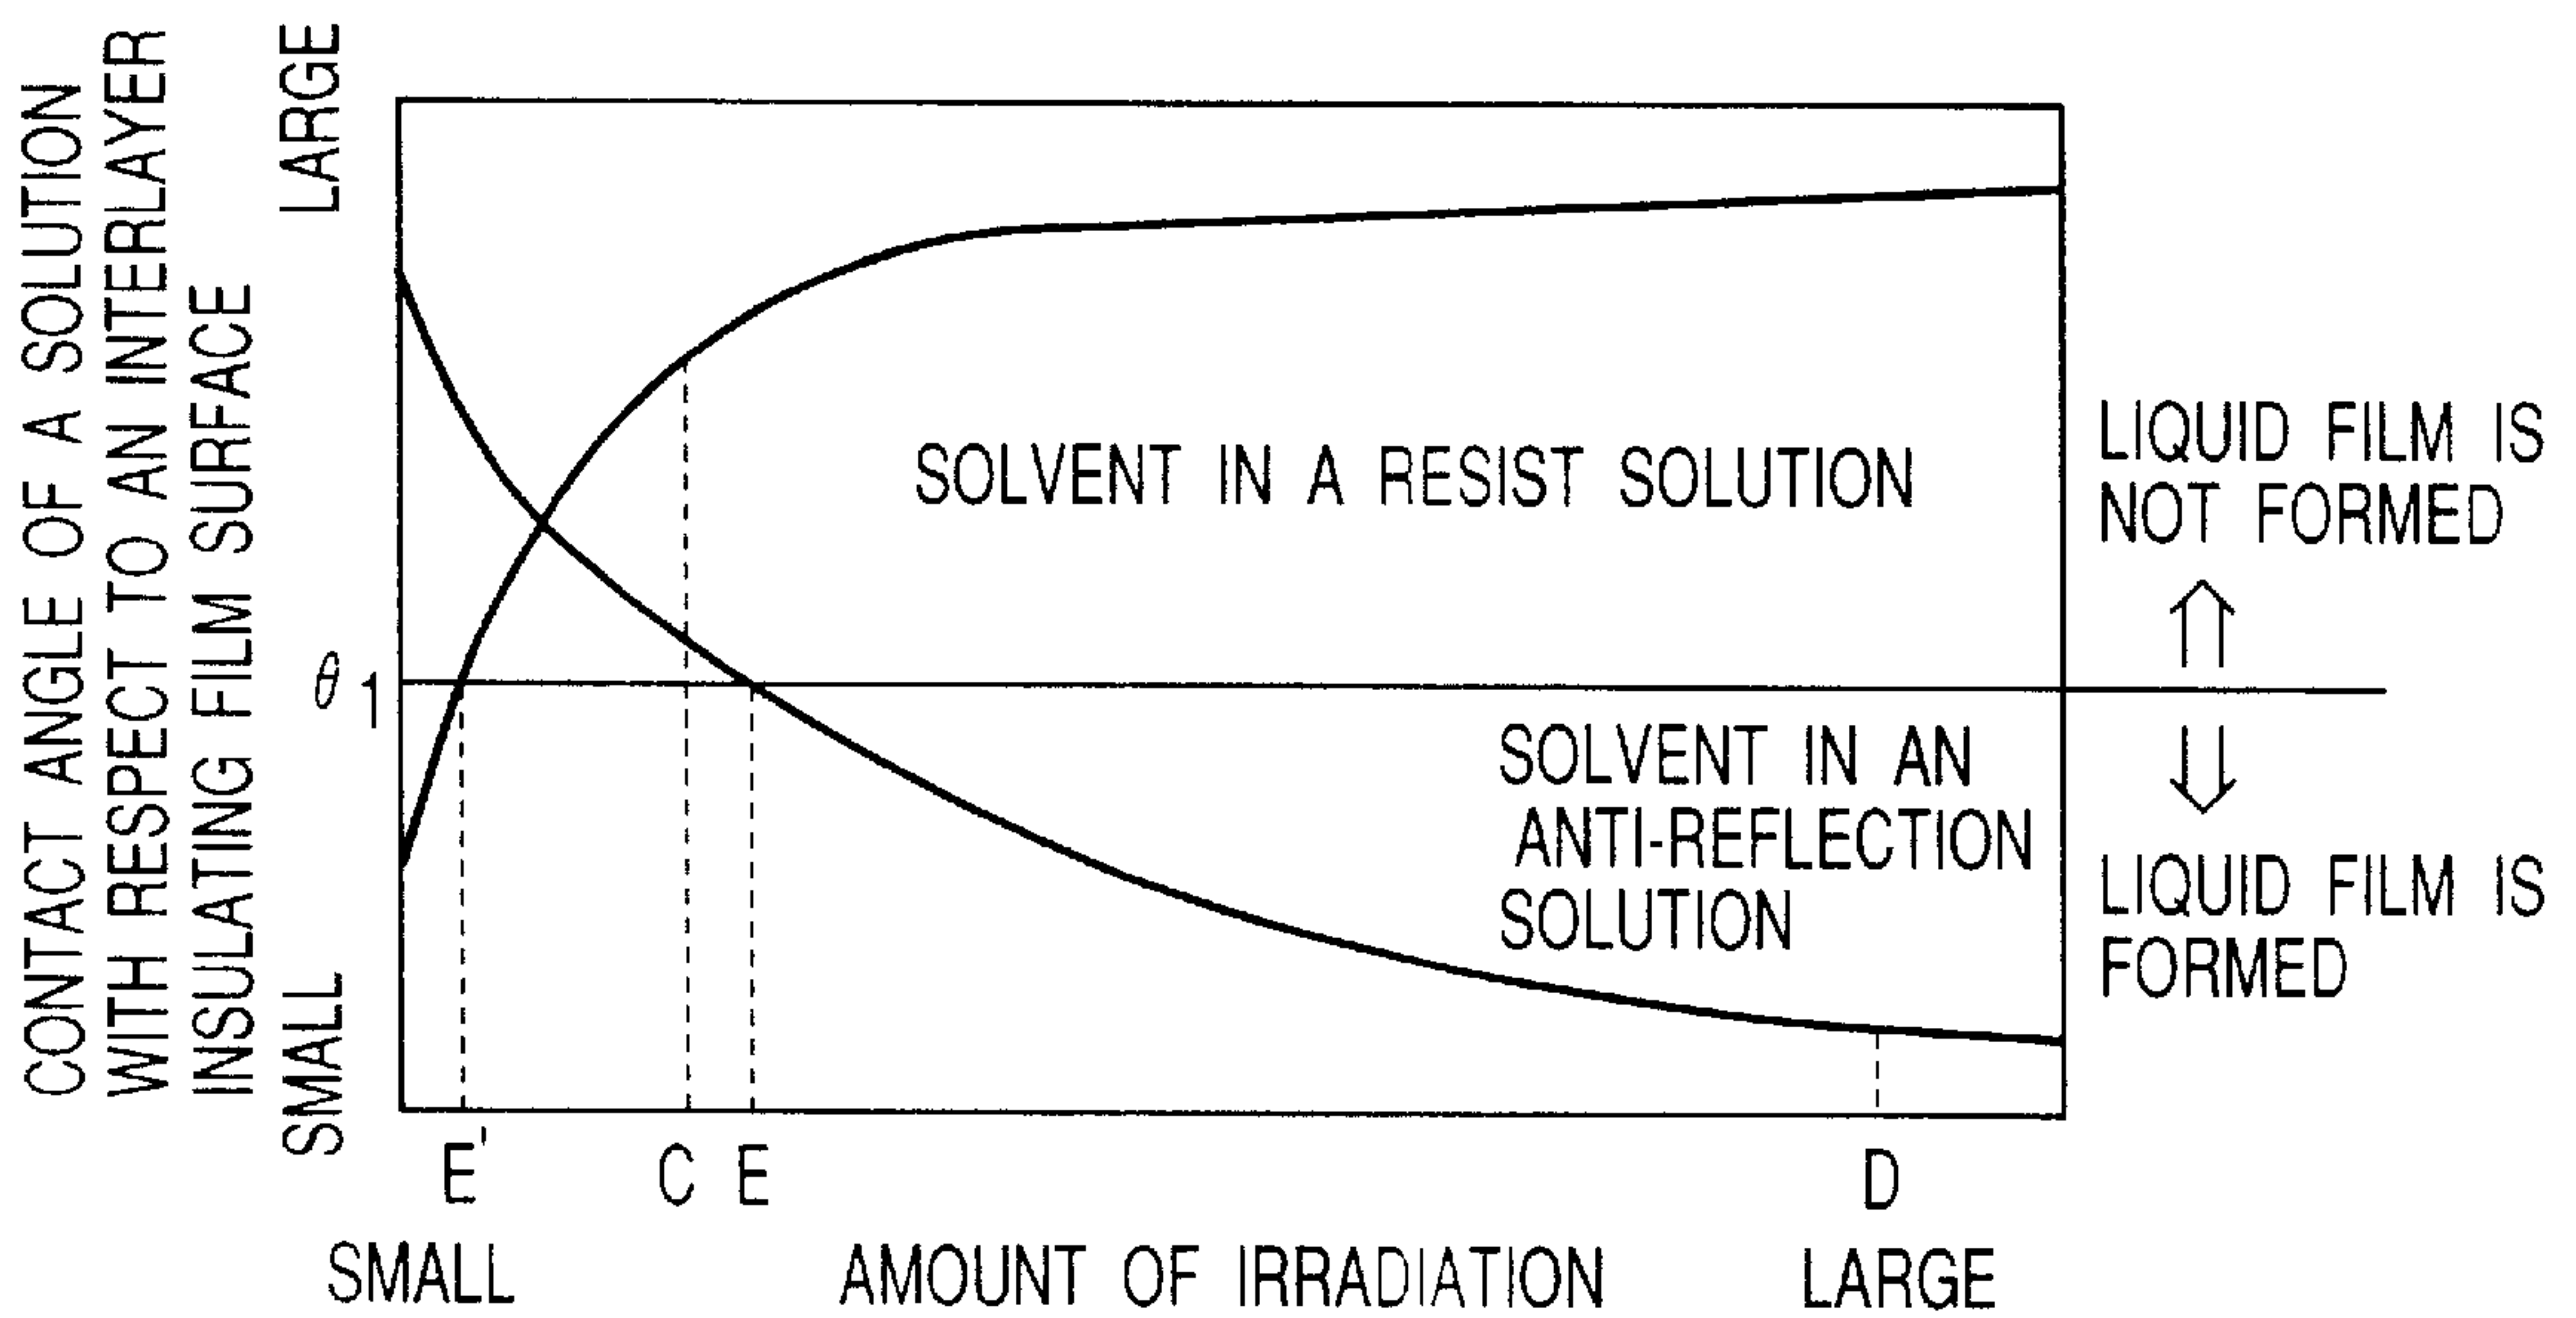 CONTACT ANGLE OF A SOLUTION
WITH RESPECT TO AN INTERLAYER
INSULATING FILM SURFACE
LARGE
θ1
SMALL
SOLVENT IN A RESIST SOLUTION
SOLVENT IN AN
ANTI-REFLECTION
SOLUTION
LIQUID FILM IS
NOT FORMED
LIQUID FILM IS
FORMED
E' C E D
SMALL AMOUNT OF IRRADIATION LARGE